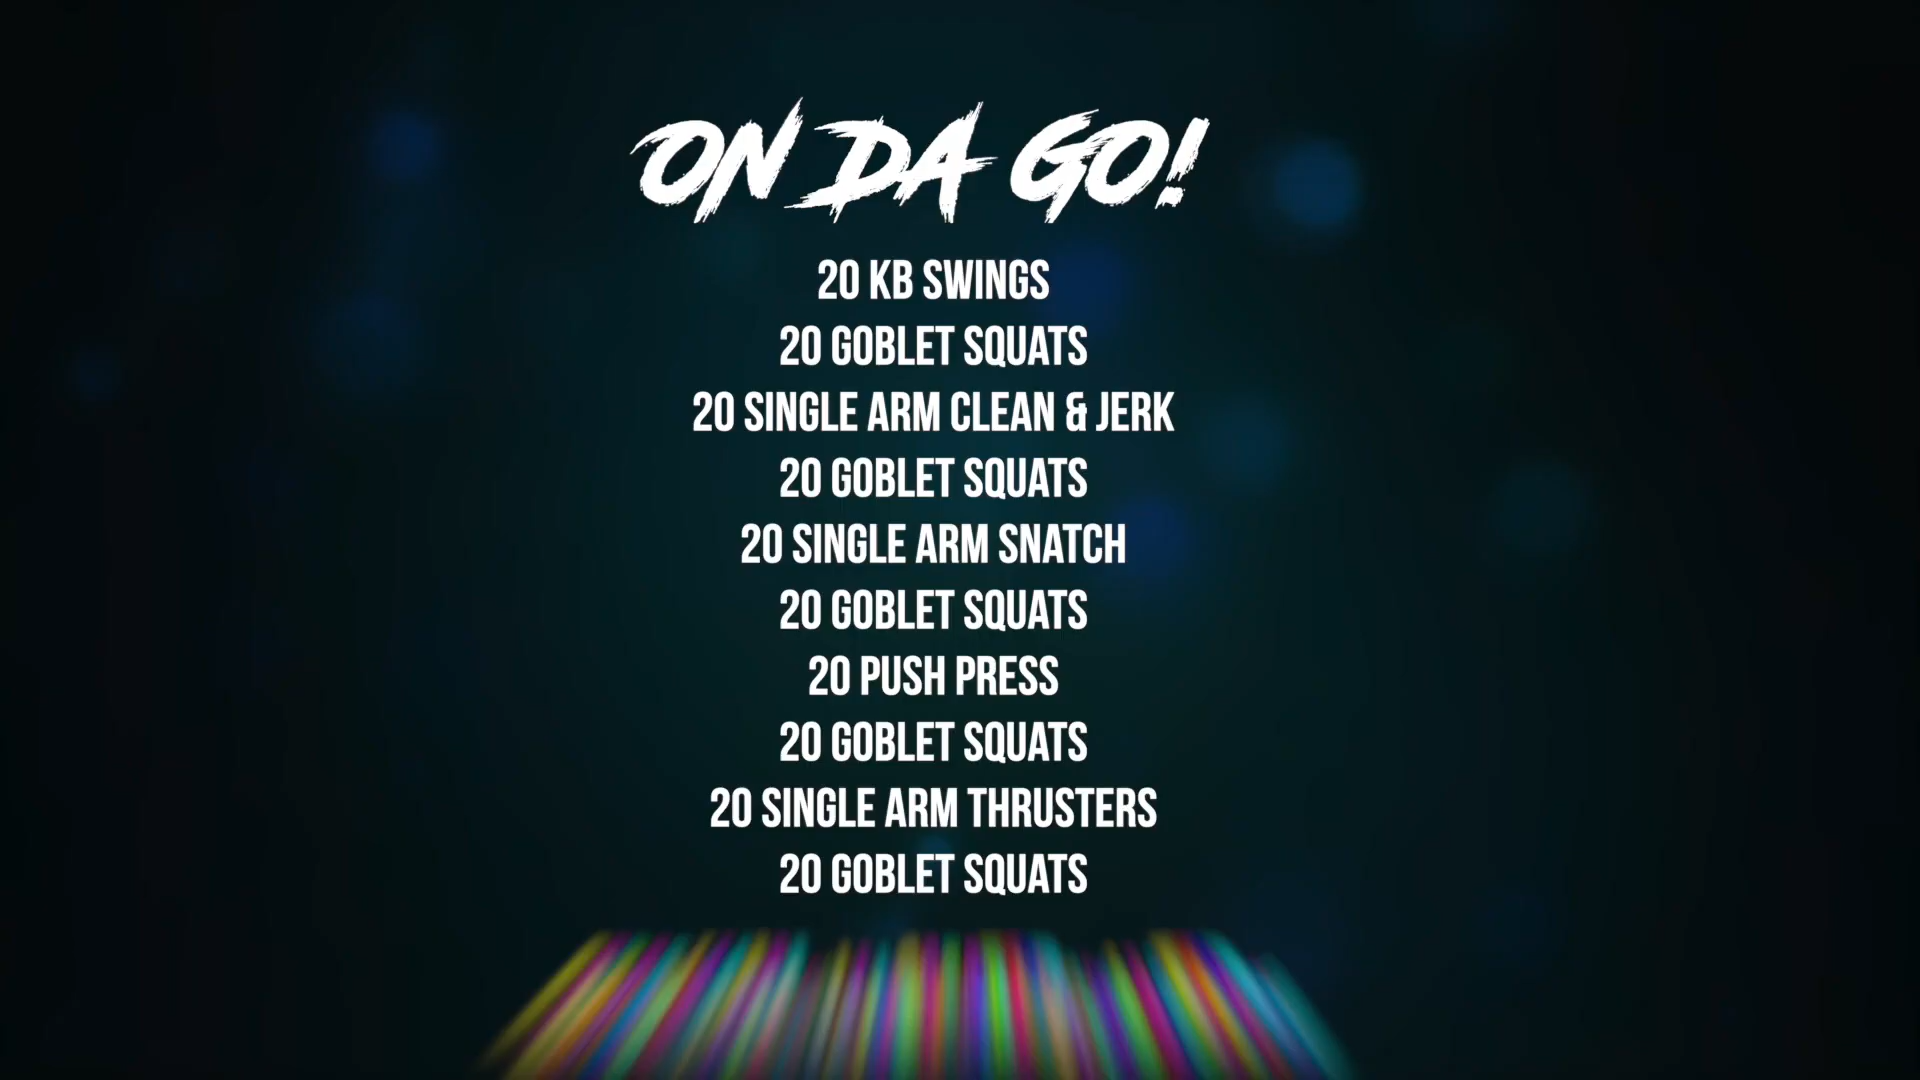 ON DA GO!
20 KB SWINGS
20 GOBLET SQUATS
20 SINGLE ARM CLEAN & JERK
20 GOBLET SQUATS
20 SINGLE ARM SNATCH
20 GOBLET SQUATS
20 PUSH PRESS
20 GOBLET SQUATS
20 SINGLE ARM THRUSTERS
20 GOBLET SQUATS